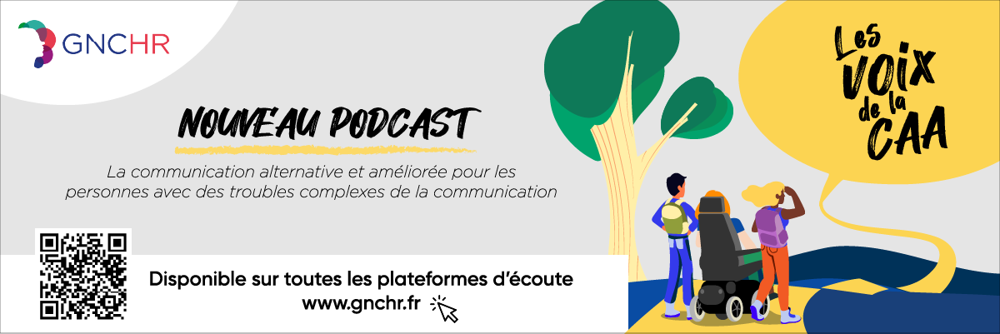 GNCHR
NOUVEAU PODCAST
La communication alternative et améliorée pour les
personnes avec des troubles complexes de la communication
Disponible sur toutes les plateformes d’écoute
www.gnchr.fr
Les
VOix
de la
CAA